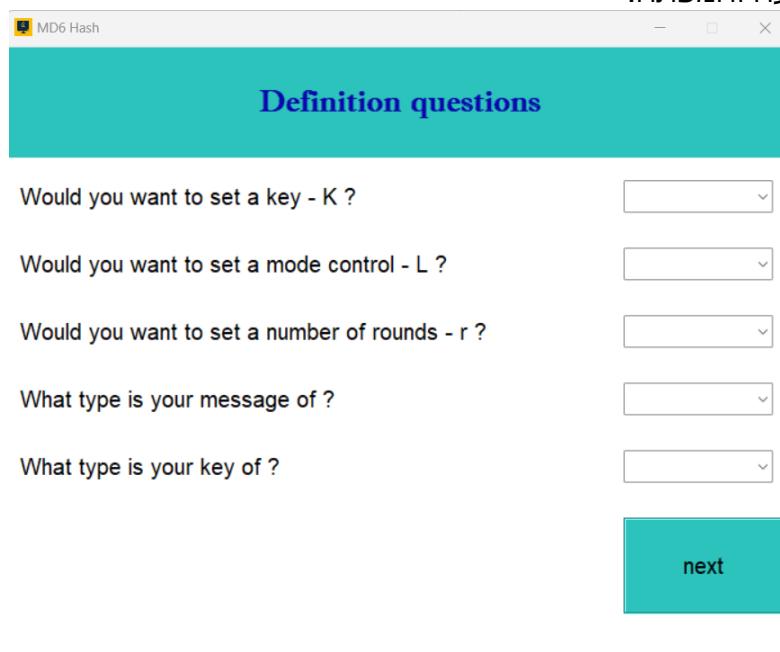 MD6 Hash
Definition questions
Would you want to set a key - K ?
Would you want to set a mode control - L ?
Would you want to set a number of rounds - r ?
What type is your message of ?
What type is your key of ?
next